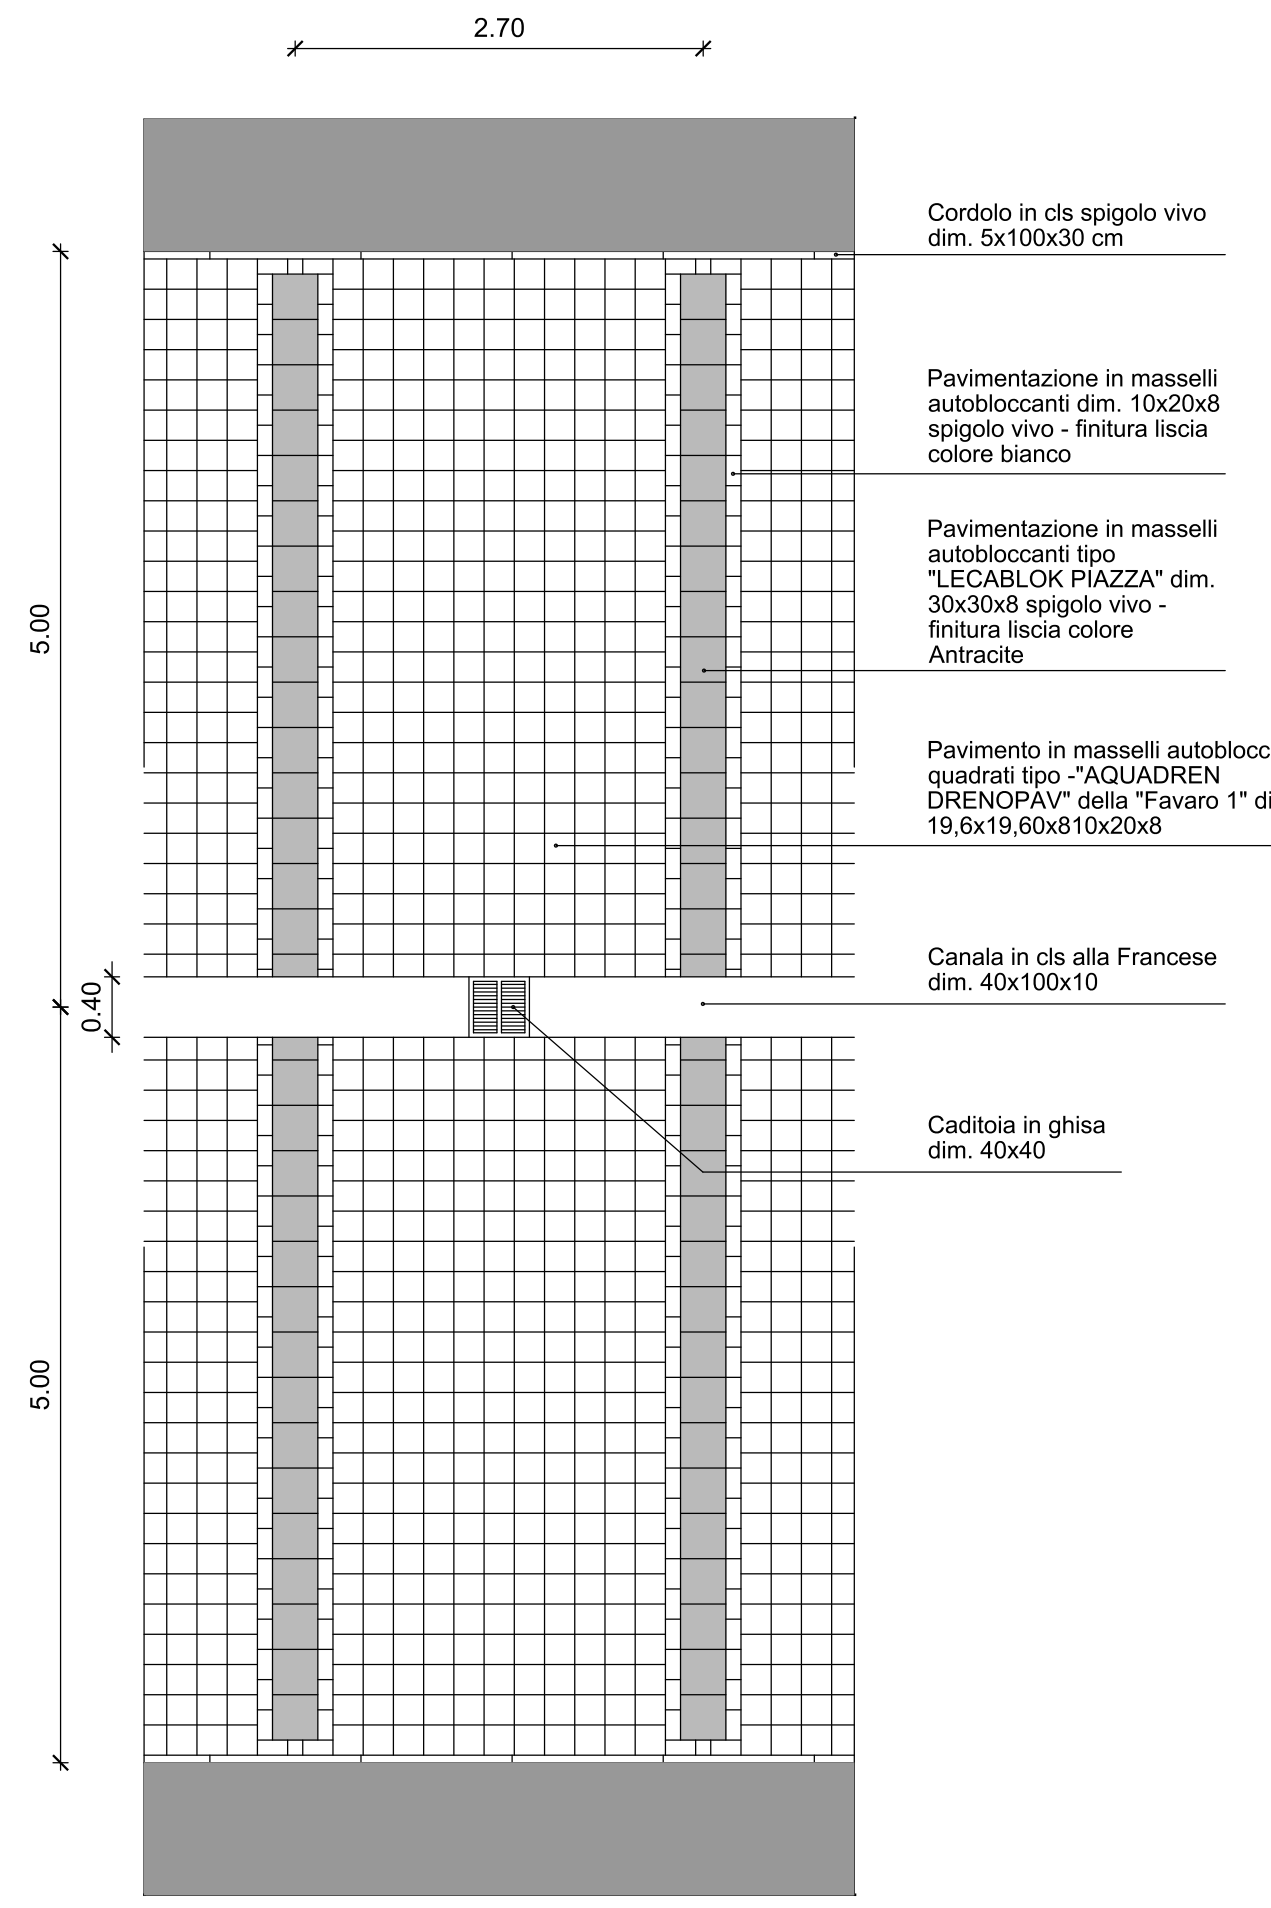 2.70
Cordolo in cls spigolo vivo
dim. 5x100x30 cm
Pavimentazione in masselli
autobloccanti dim. 10x20x8
spigolo vivo - finitura liscia
colore bianco
Pavimentazione in masselli
autobloccanti tipo
"LECABLOK PIAZZA" dim.
30x30x8 spigolo vivo -
finitura liscia colore
Antracite
5.00
Pavimento in masselli autoblocc
quadrati tipo -"AQUADREN
DRENOPAV" della "Favaro 1" di
19,6x19,60x810x20x8
Canala in cls alla Francese
dim. 40x100x10
0.40
Caditoia in ghisa
dim. 40x40
5.00